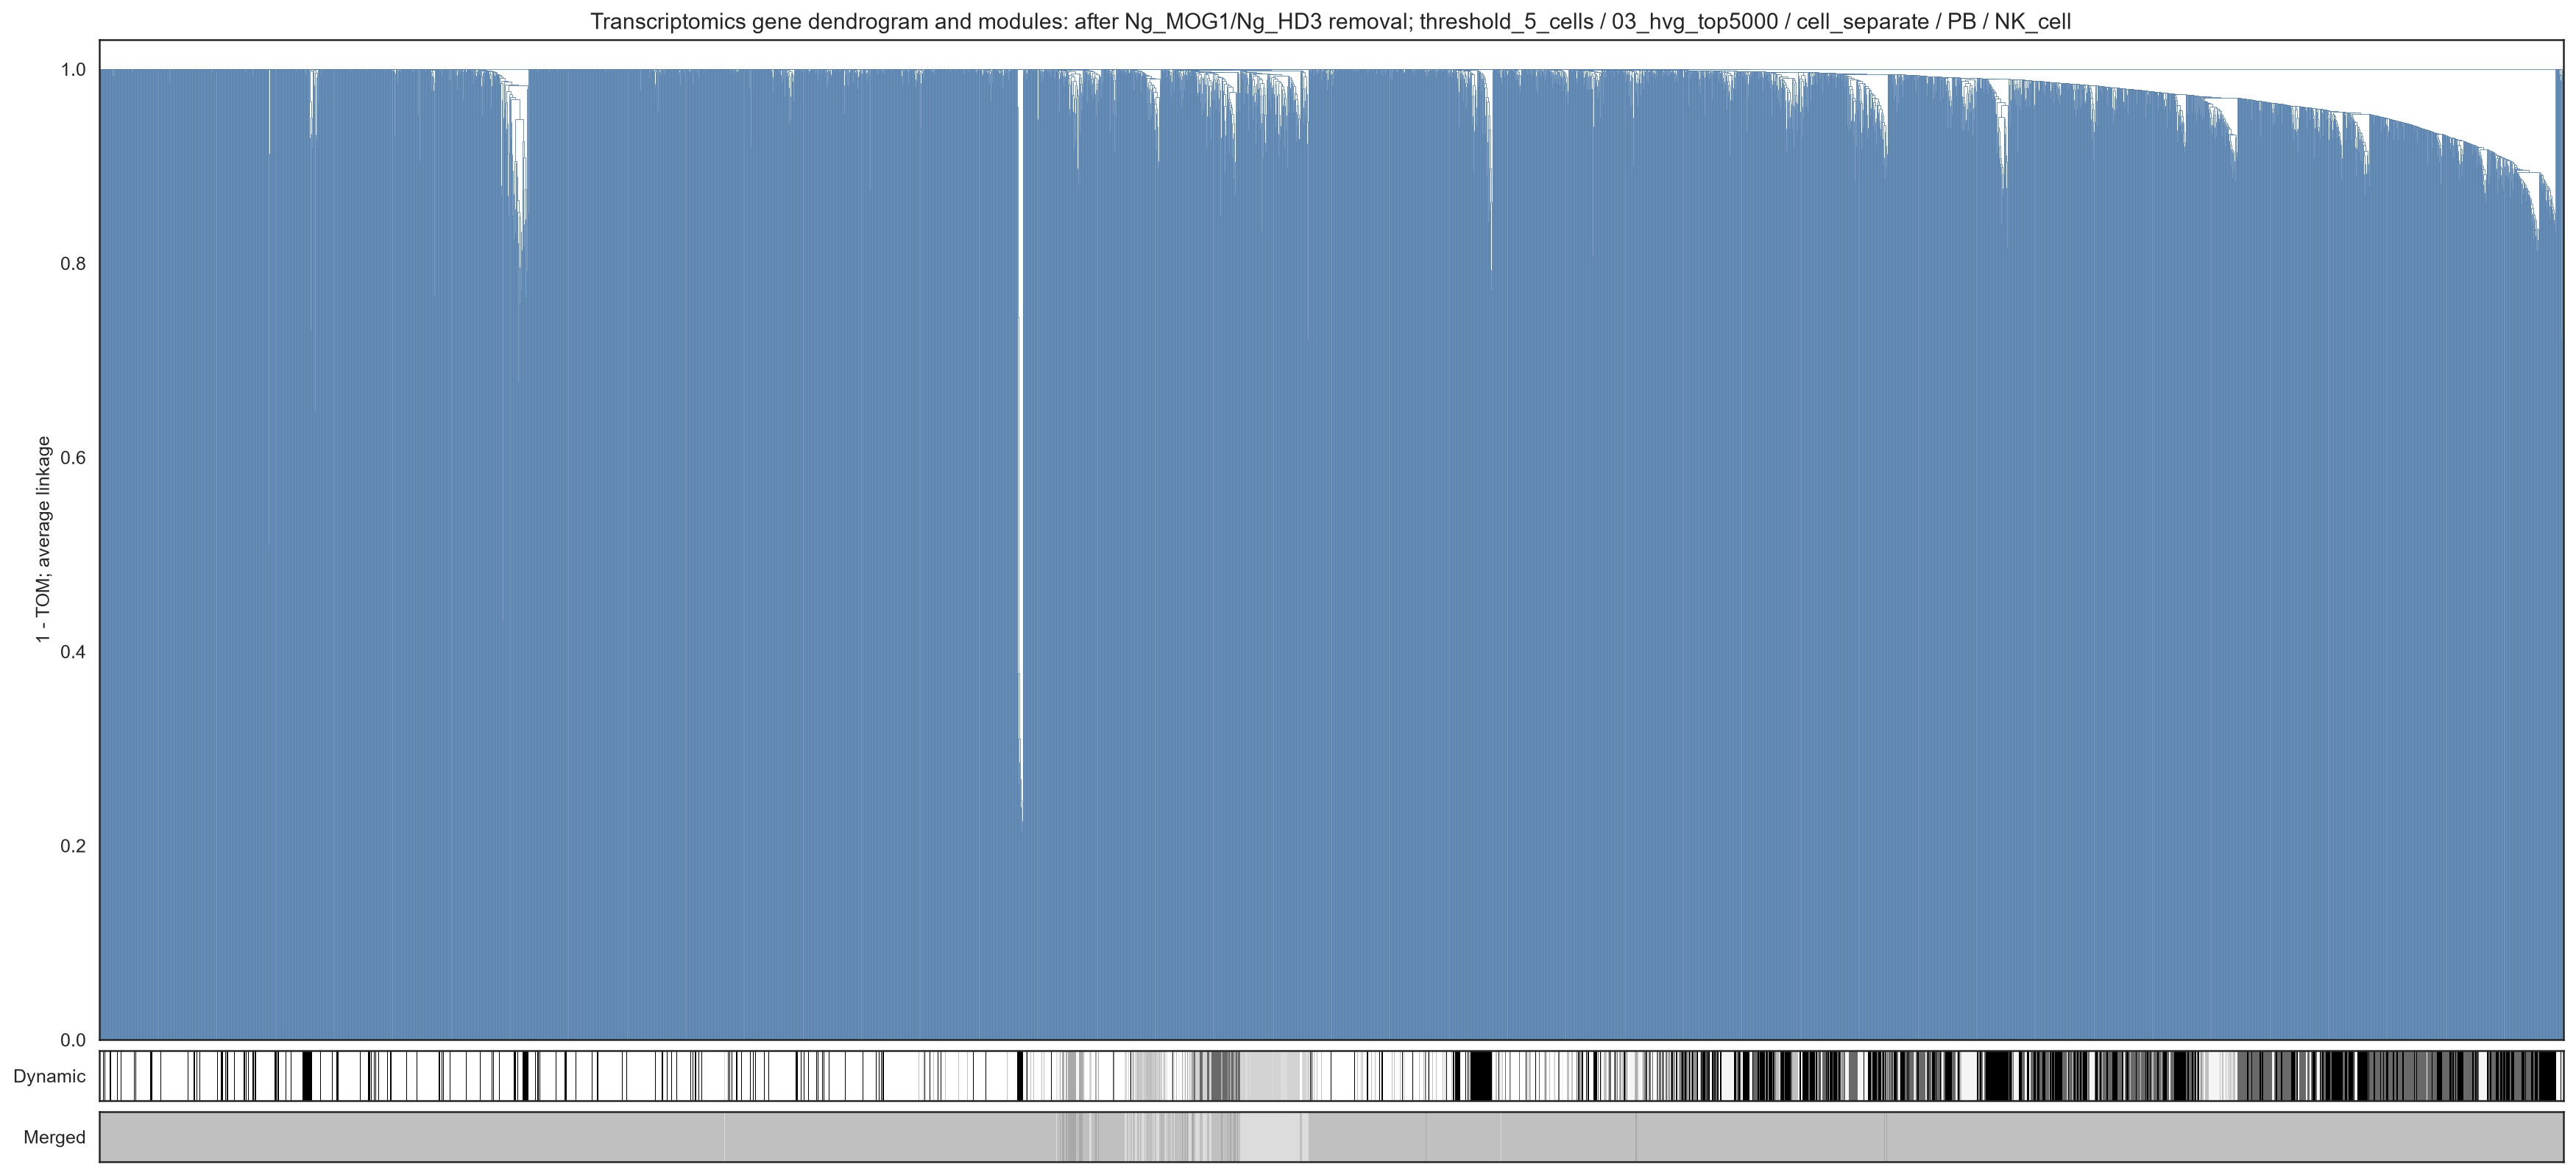 Transcriptomics gene dendrogram and modules: after Ng_MOG1/Ng_HD3 removal; threshold_5_cells / 03_hvg_top5000 / cell_separate / PB / NK_cell
1.0
0.8
0.6
0.4
0.2
0.0
1 - TOM; average linkage
Dynamic
Merged